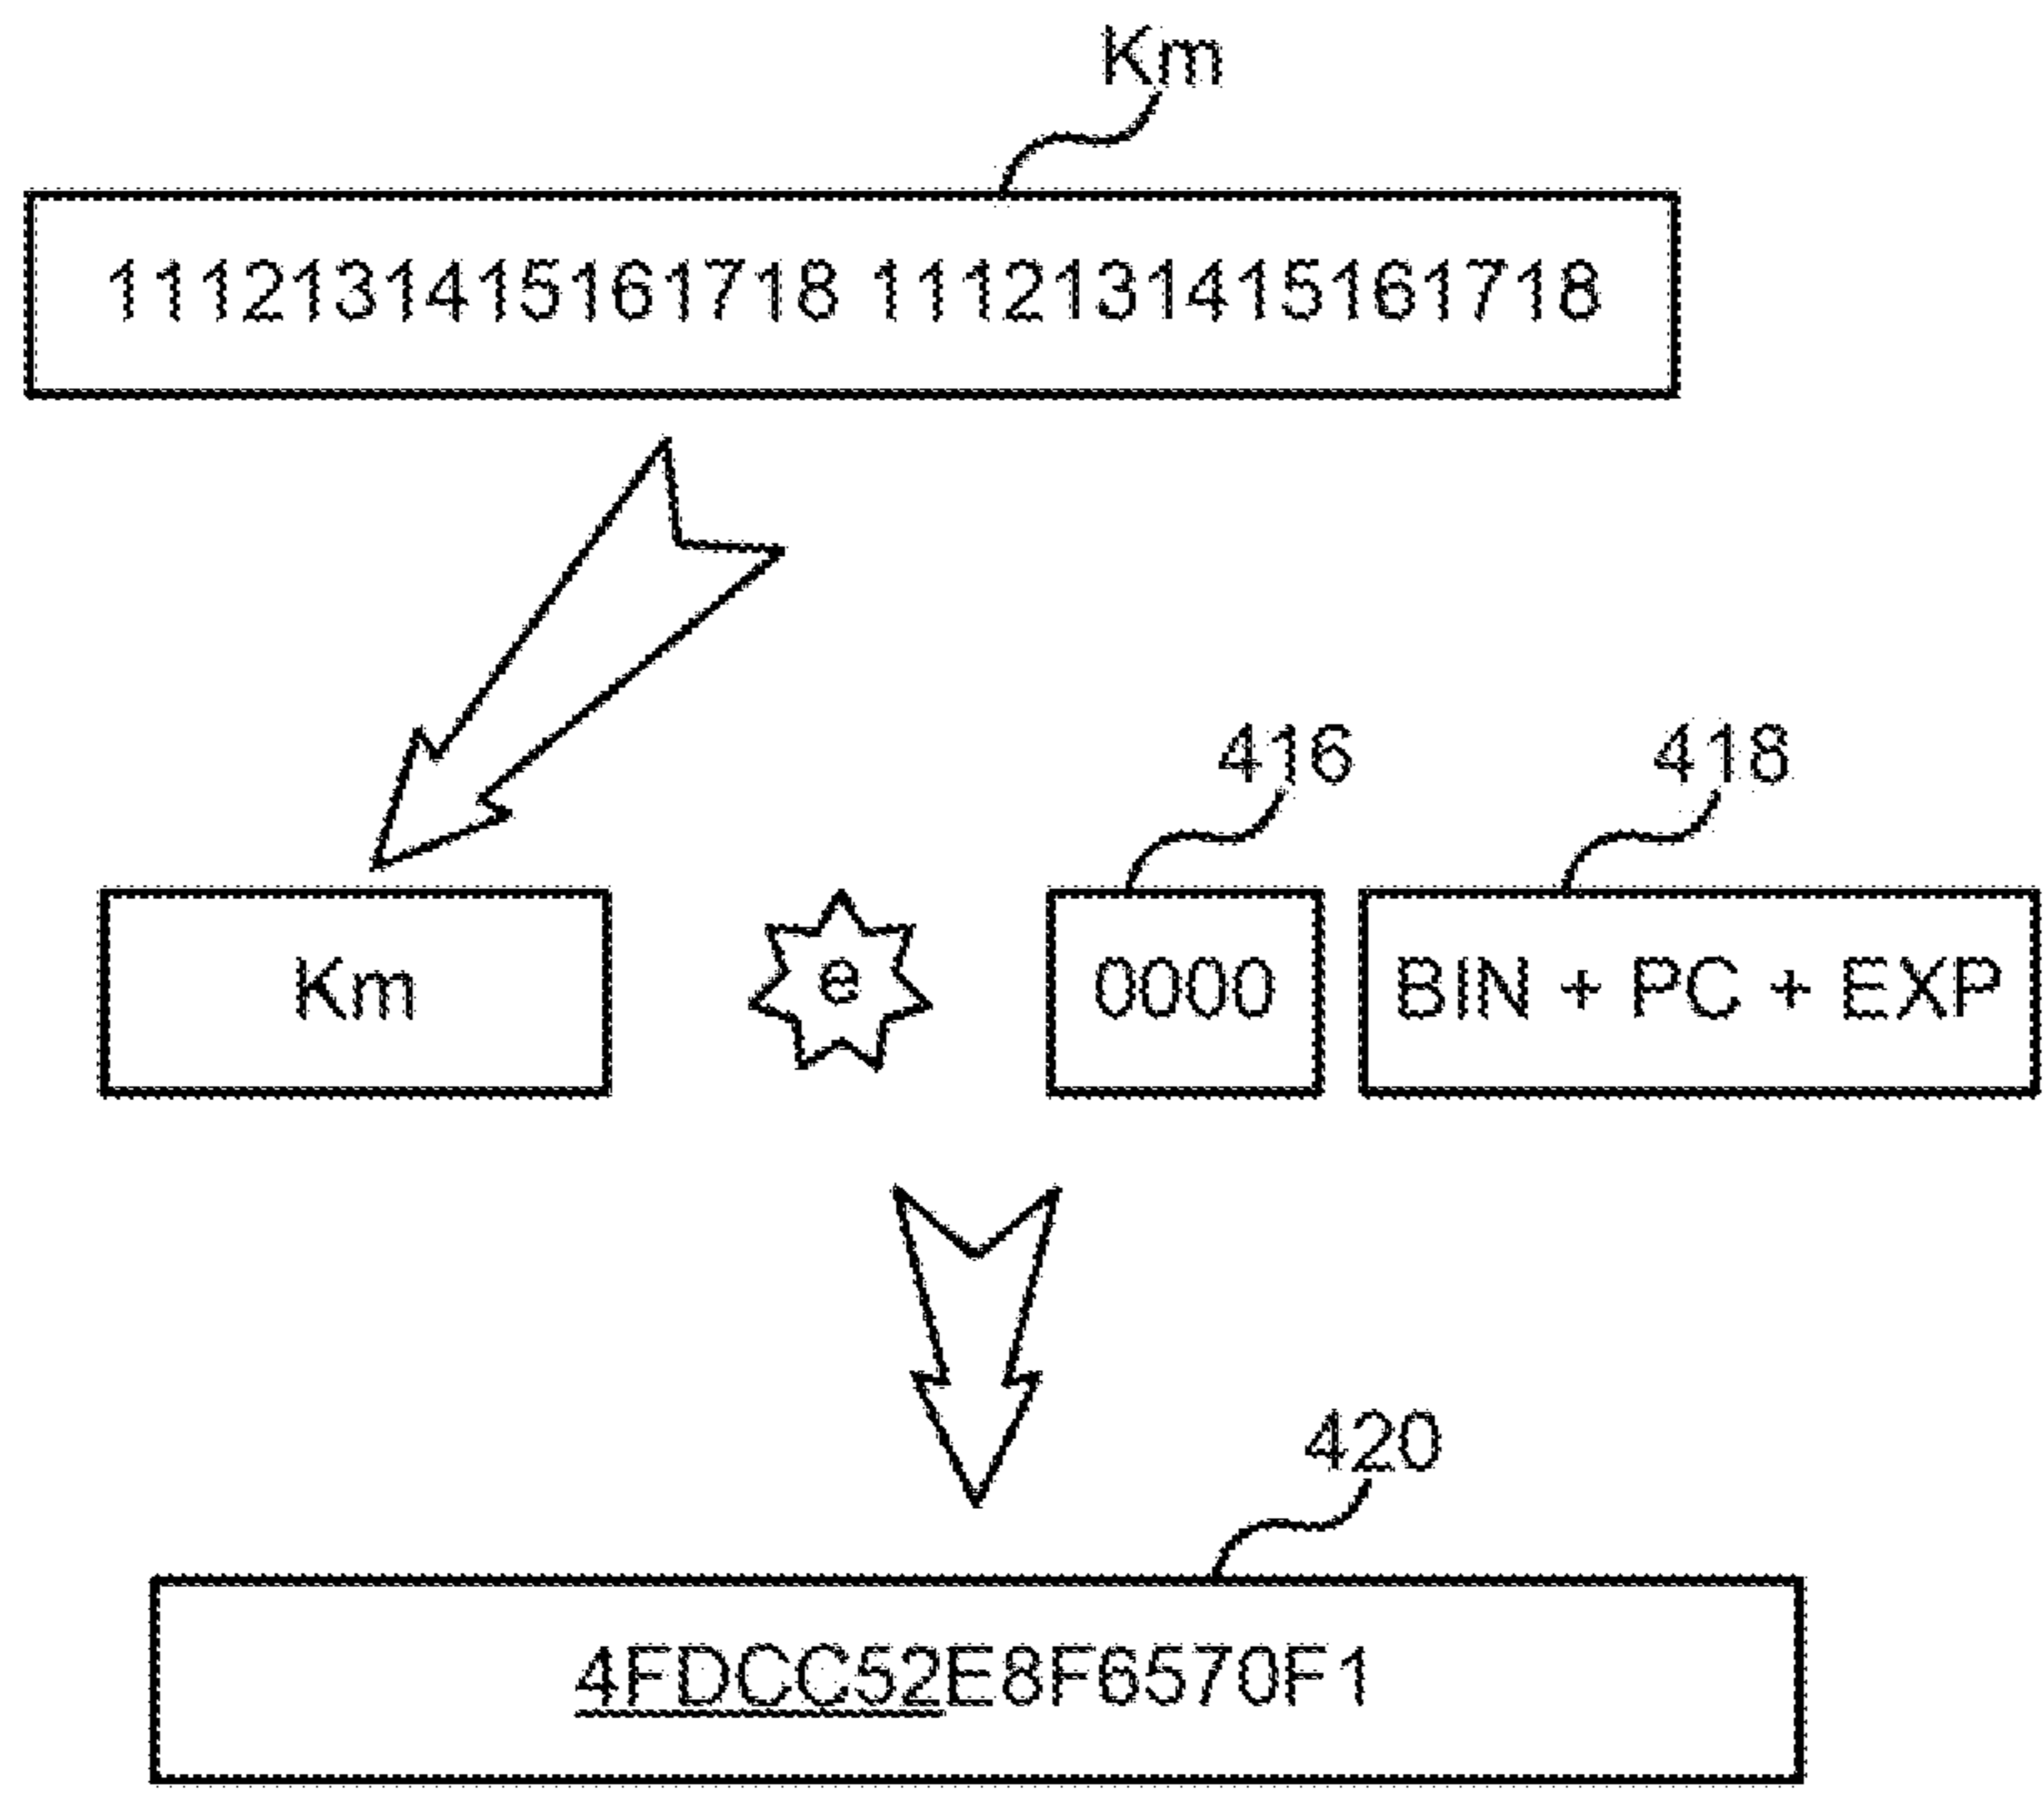 Km
1112131415161718 1112131415161718
416
418
Km
e
0000
BIN + PC + EXP
420
4FDCC52E8F6570F1